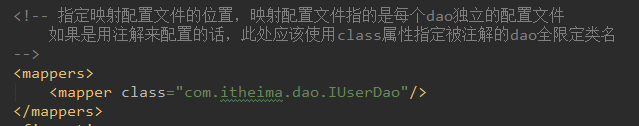 <!-- 指定映射配置文件的位置，映射配置文件指的是每个dao独立的配置文件
如果是用注解来配置的话，此处应该使用class属性指定被注解的dao全限定类名
-->
<mappers>
<mapper class="com.itheima.dao.IUserDao"/>
</mappers>